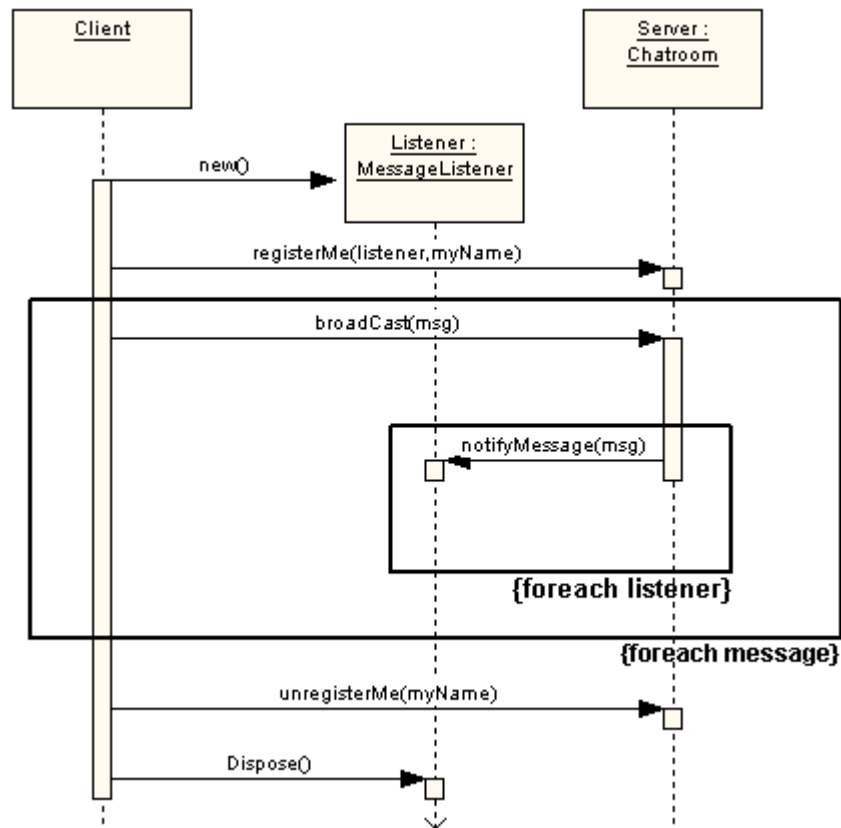 Client
Server :
Chatroom
Listener :
MessageListener
new()
registerMe(listener,myName)
broadCast(msg)
notifyMessage(msg)
{foreach listener}
{foreach message}
unregisterMe(myName)
Dispose()